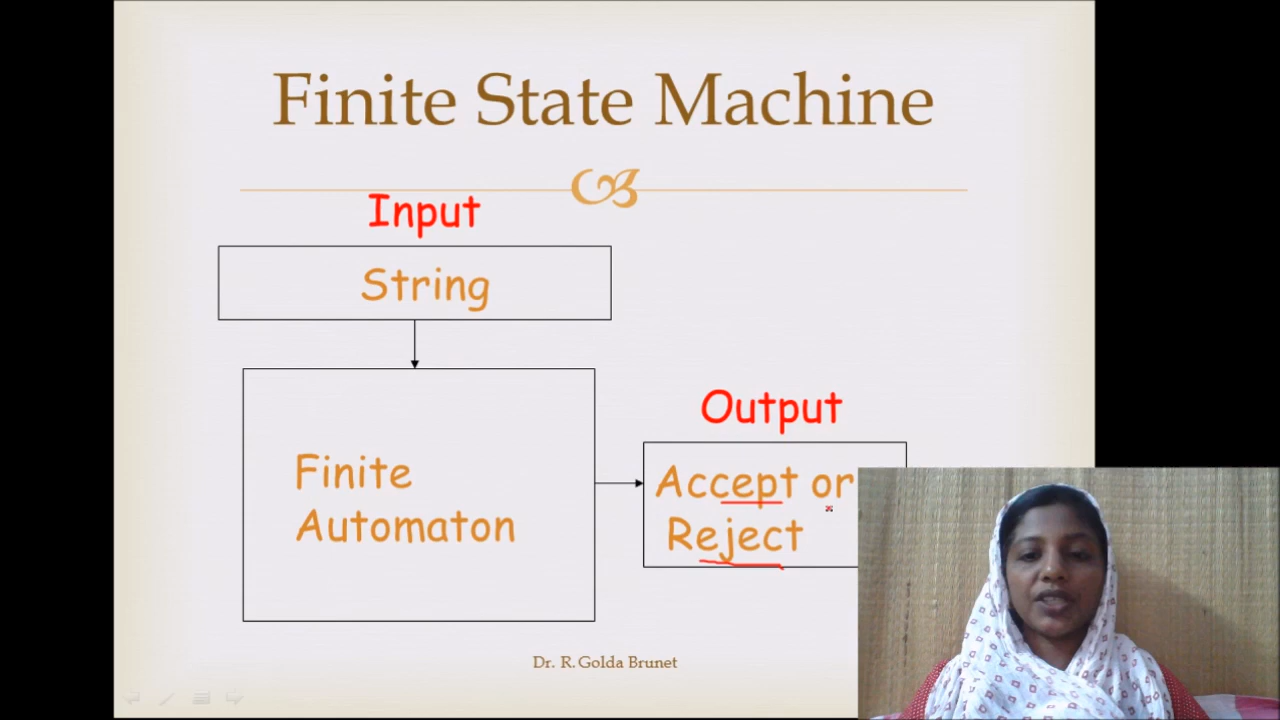 Finite State Machine
Input
String
Output
Finite
Automaton
Accept or
Reject
Dr. R.Golda Brunet